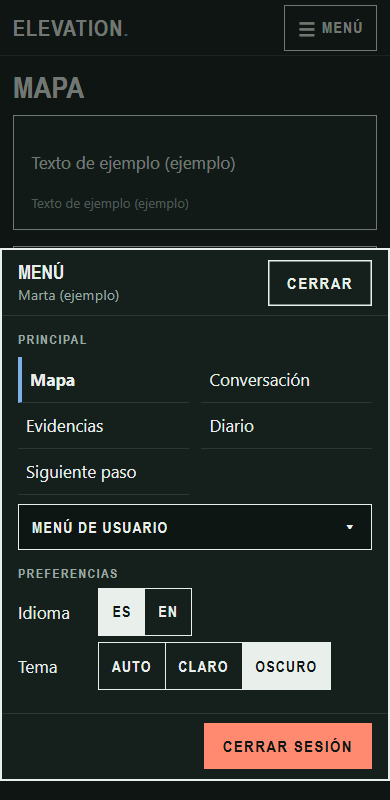 ELEVATION.
☰ MENÚ
MAPA
Texto de ejemplo (ejemplo)
Texto de ejemplo (ejemplo)
MENÚ
Marta (ejemplo)
CERRAR
PRINCIPAL
Mapa
Conversación
Evidencias
Diario
Siguiente paso
MENÚ DE USUARIO
PREFERENCIAS
Idioma
ES
EN
Tema
AUTO
CLARO
OSCURO
CERRAR SESIÓN